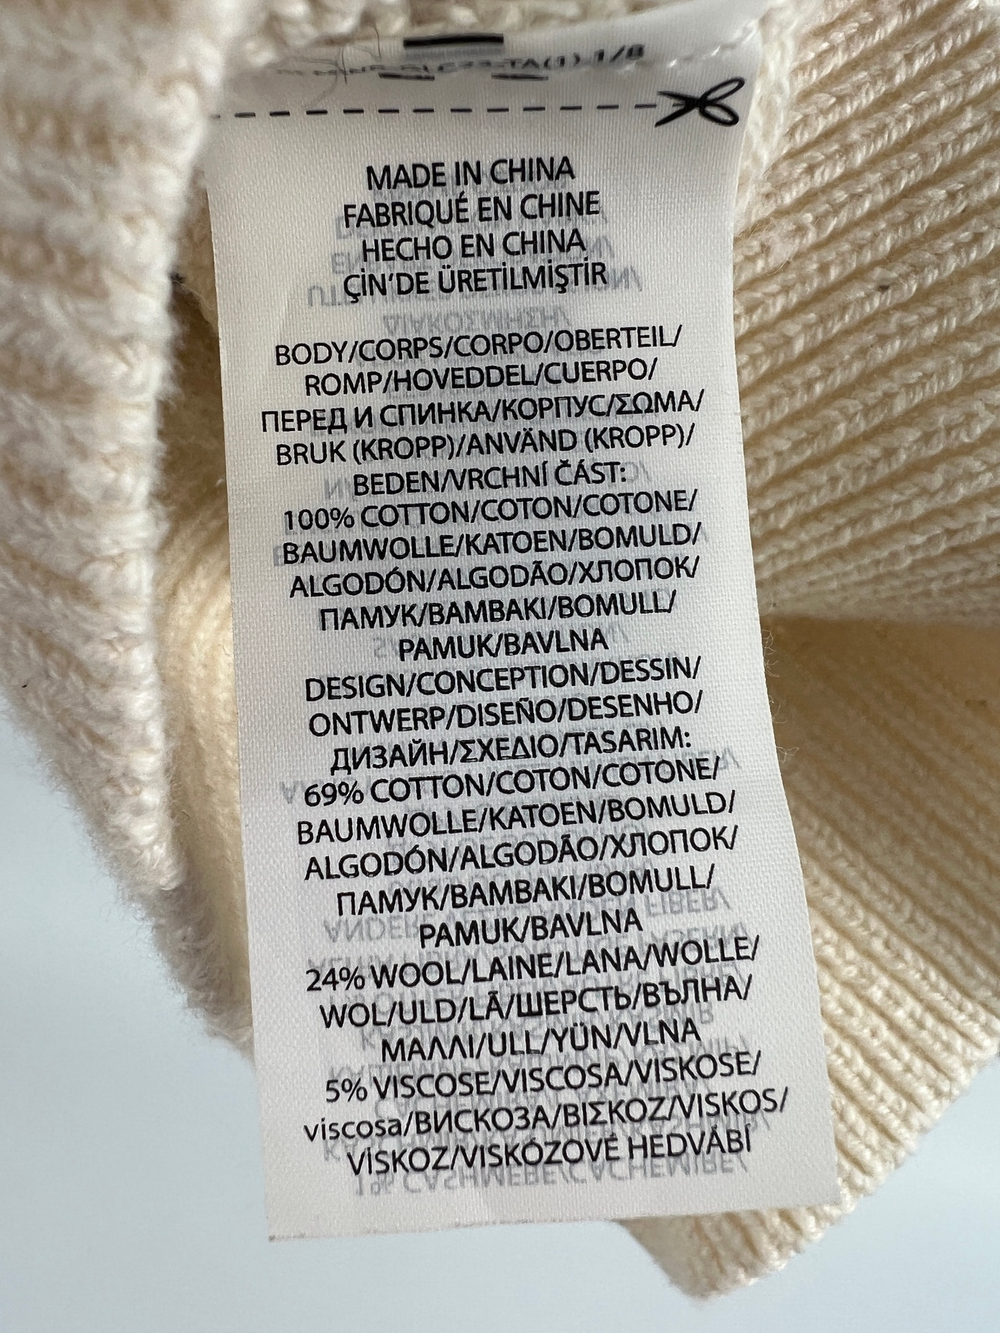 1/8
MADE IN CHINA
FABRIQUÉ EN CHINE
HECHO EN CHINA
ÇİN'DE ÜRETİLMİŞTİR
BODY/CORPS/CORPO/OBERTEIL/
ROMP/HOVEDDEL/CUERPO/
ПЕРЕД И СПИНКА/КОРПУС/ΣΩΜΑ/
BRUK (KROPP)/ANVÄND (KROPP)/
BEDEN/VRCHNÍ ČÁST:
100% COTTON/COTON/COTONE/
BAUMWOLLE/KATOEN/BOMULD/
ALGODÓN/ALGODÃO/ХЛОПОК/
ПАМУК/BAMBAKI/BOMULL/
PAMUK/BAVLNA
DESIGN/CONCEPTION/DESSIN/
ONTWERP/DISEÑO/DESENHO/
ДИЗАЙН/ΣΧΕΔΙΟ/TASARIM:
69% COTTON/COTON/COTONE/
BAUMWOLLE/KATOEN/BOMULD/
ALGODÓN/ALGODÃO/ХЛОПОК/
ПАМУК/BAMBAKI/BOMULL/
PAMUK/BAVLNA
24% WOOL/LAINE/LANA/WOLLE/
WOL/ULD/LÃ/ШЕРСТЬ/ВЪЛНА/
ΜΑΛΛΙ/ULL/YÜN/VLNA
5% VISCOSE/VISCOSA/VISKOSE/
viscosa/ВИСКОЗА/ΒΙΣΚΟΖ/VISKOS/
VİSKOZ/VISKÓZOVÉ HEDVÁBÍ